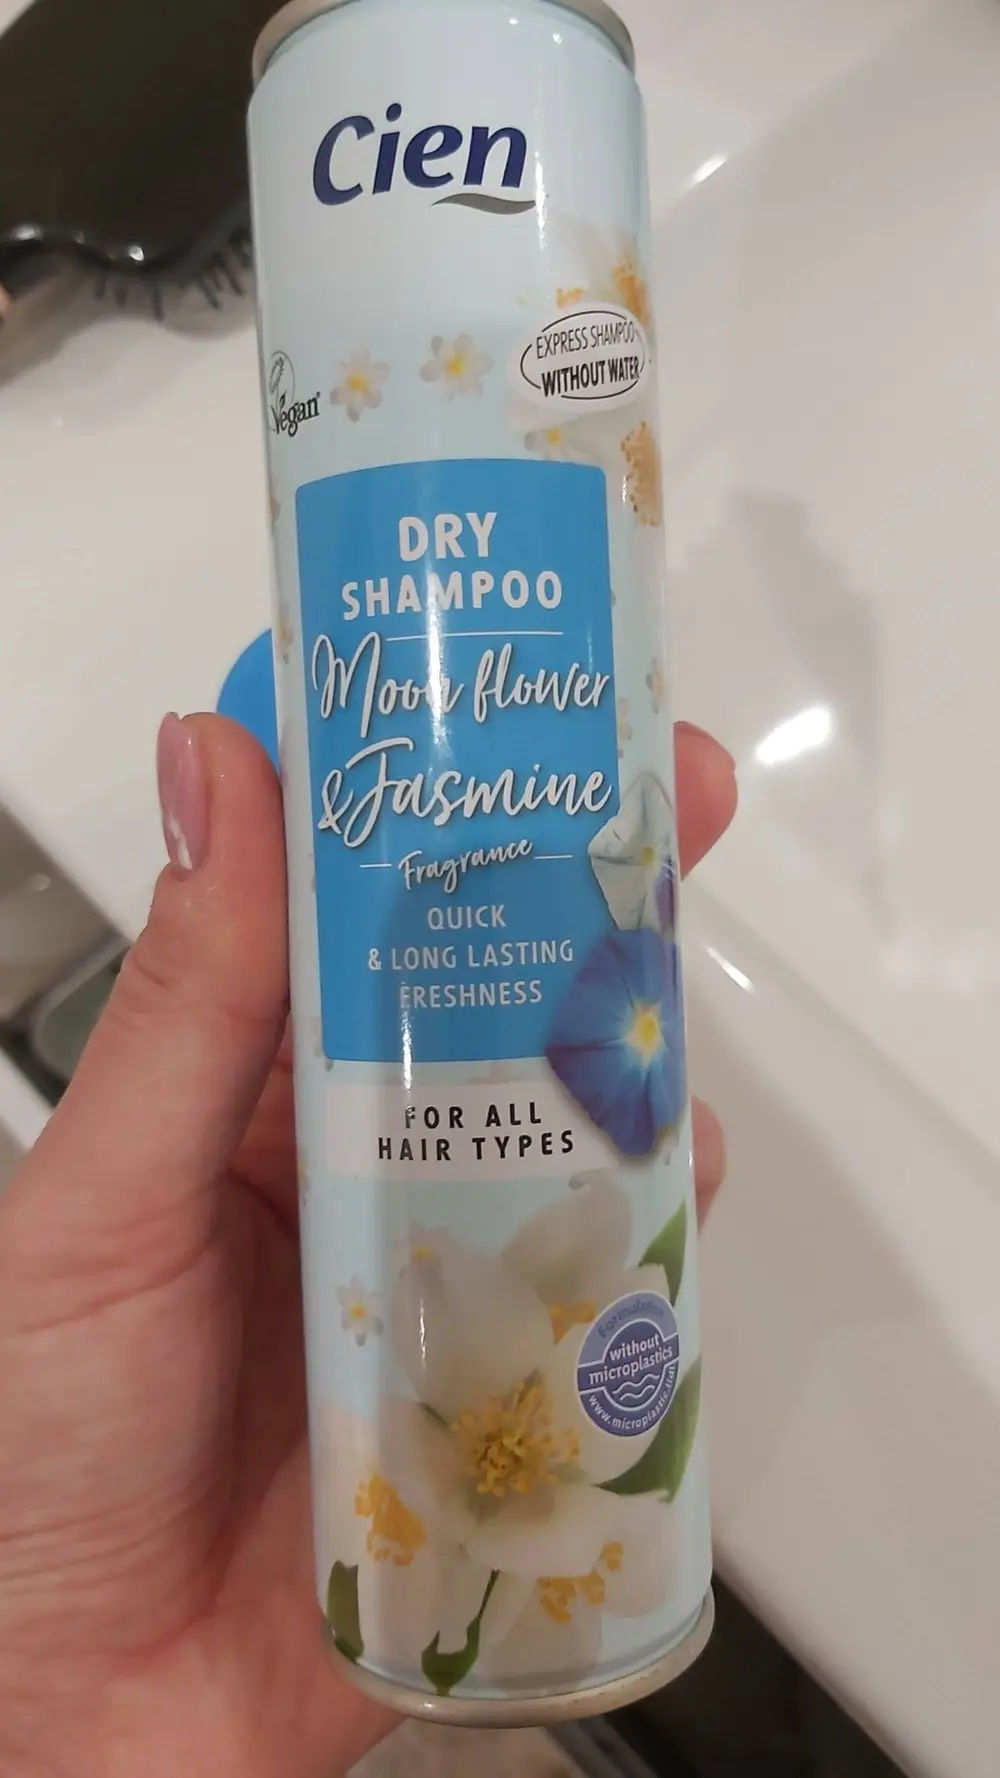 Cien
EXPRESS SHAMPOO
WITHOUT WATER
Vegan
DRY
SHAMPOO
Moon flower
& Jasmine
Fragrance
QUICK
& LONG LASTING
FRESHNESS
FOR ALL
HAIR TYPES
Formulation
without
microplastics